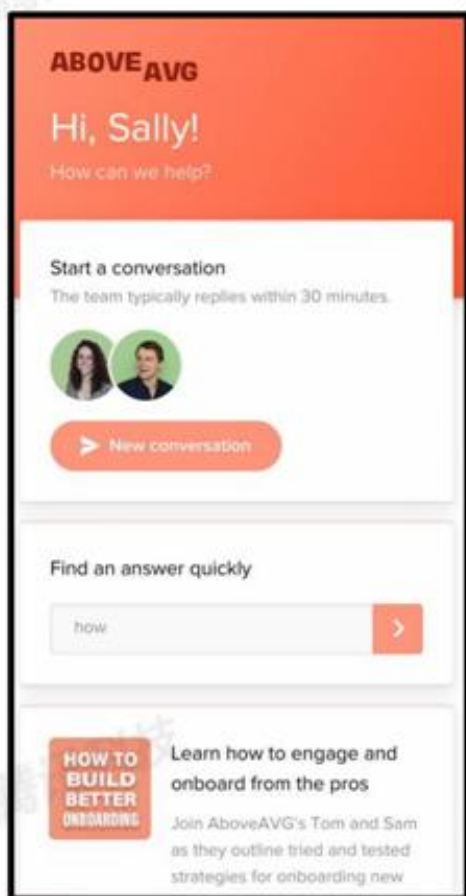 ABOVE AVG
Hi, Sally!
How can we help?
Start a conversation
The team typically replies within 30 minutes.
New conversation
Find an answer quickly
how
HOW TO
BUILD
BETTER
ONBOARDING
Learn how to engage and
onboard from the pros
Join AboveAVG's Tom and Sam
as they outline tried and tested
strategies for onboarding new